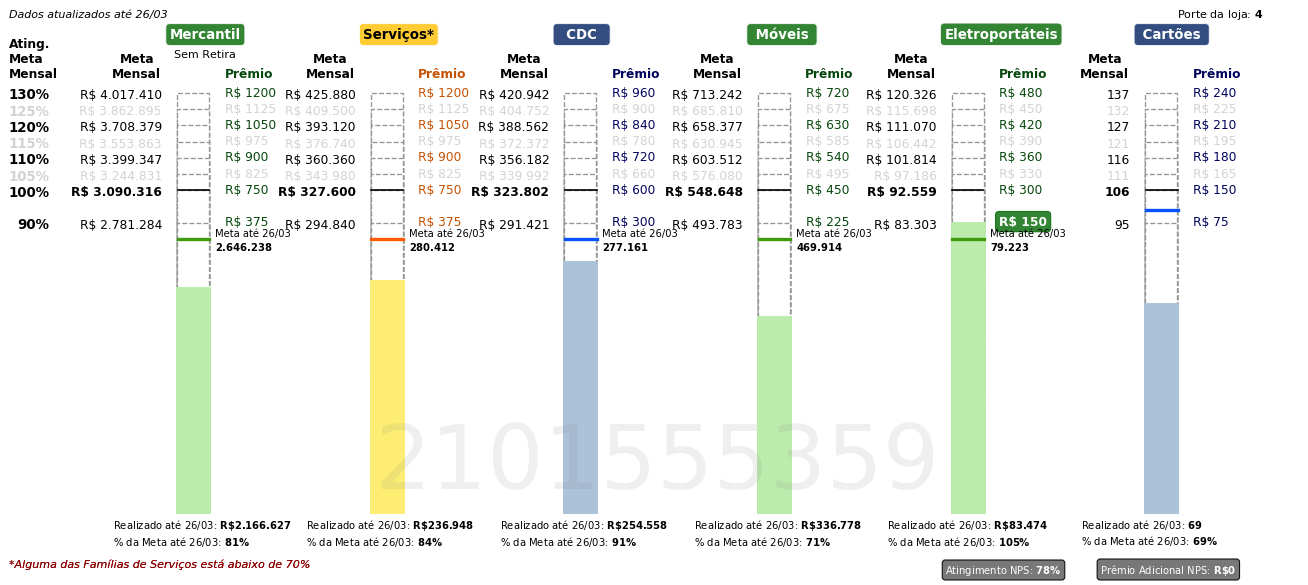 Dados atualizados até 26/03
Porte da loja: 4
Mercantil Serviços* CDC Móveis Eletroportáteis Cartões
Sem Retira
Ating. Meta Mensal
Meta Mensal Prêmio Meta Mensal Prêmio Meta Mensal Prêmio Meta Mensal Prêmio Meta Mensal Prêmio Meta Mensal Prêmio
130% R$ 4.017.410 R$ 1200 R$ 425.880 R$ 1200 R$ 420.942 R$ 960 R$ 713.242 R$ 720 R$ 120.326 R$ 480 137 R$ 240
125% R$ 3.862.895 R$ 1125 R$ 409.500 R$ 1125 R$ 404.752 R$ 900 R$ 685.810 R$ 675 R$ 115.698 R$ 450 132 R$ 225
120% R$ 3.708.379 R$ 1050 R$ 393.120 R$ 1050 R$ 388.562 R$ 840 R$ 658.377 R$ 630 R$ 111.070 R$ 420 127 R$ 210
115% R$ 3.553.863 R$ 975 R$ 376.740 R$ 975 R$ 372.372 R$ 780 R$ 630.945 R$ 585 R$ 106.442 R$ 390 121 R$ 195
110% R$ 3.399.347 R$ 900 R$ 360.360 R$ 900 R$ 356.182 R$ 720 R$ 603.512 R$ 540 R$ 101.814 R$ 360 116 R$ 180
105% R$ 3.244.831 R$ 825 R$ 343.980 R$ 825 R$ 339.992 R$ 660 R$ 576.080 R$ 495 R$ 97.186 R$ 330 111 R$ 165
100% R$ 3.090.316 R$ 750 R$ 327.600 R$ 750 R$ 323.802 R$ 600 R$ 548.648 R$ 450 R$ 92.559 R$ 300 106 R$ 150
90% R$ 2.781.284 R$ 375 R$ 294.840 R$ 375 R$ 291.421 R$ 300 R$ 493.783 R$ 225 R$ 83.303 R$ 150 95 R$ 75
Meta até 26/03 Meta até 26/03 Meta até 26/03 Meta até 26/03 Meta até 26/03
2.646.238 280.412 277.161 469.914 79.223
2101555359
Realizado até 26/03: R$2.166.627 Realizado até 26/03: R$236.948 Realizado até 26/03: R$254.558 Realizado até 26/03: R$336.778 Realizado até 26/03: R$83.474 Realizado até 26/03: 69
% da Meta até 26/03: 81% % da Meta até 26/03: 84% % da Meta até 26/03: 91% % da Meta até 26/03: 71% % da Meta até 26/03: 105% % da Meta até 26/03: 69%
*Alguma das Famílias de Serviços está abaixo de 70%
Atingimento NPS: 78% Prêmio Adicional NPS: R$0